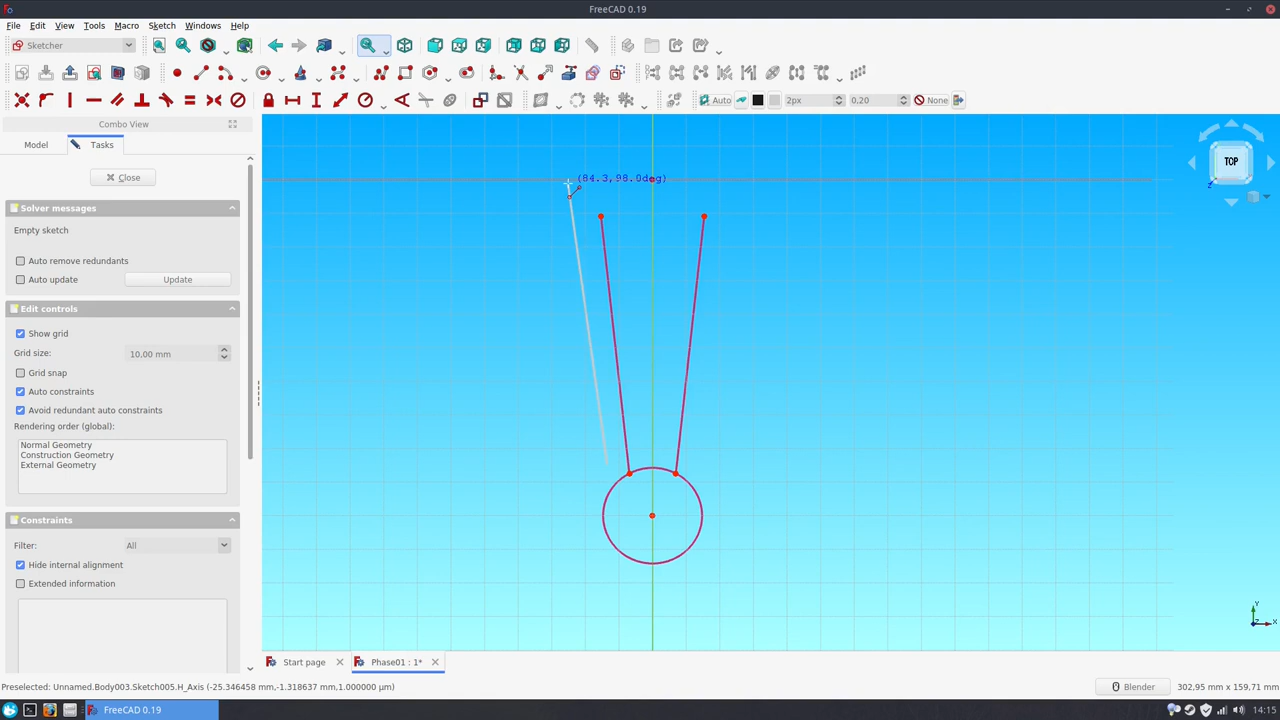 FreeCAD 0.19
File Edit View Tools Macro Sketch Windows Help
Sketcher
Auto 2px 0,20 None
Combo View
Model Tasks
Close
Solver messages
Empty sketch
Auto remove redundants
Auto update Update
Edit controls
Show grid
Grid size: 10.00 mm
Grid snap
Auto constraints
Avoid redundant auto constraints
Rendering order (global):
Normal Geometry
Construction Geometry
External Geometry
Constraints
Filter: All
Hide internal alignment
Extended information
(84.3,98.0deg)
TOP
Z
Y
Z X
Start page Phase01 : 1*
Preselected: Unnamed.Body003.Sketch005.H_Axis (-25.346458 mm,-1.318637 mm,1.000000 µm) Blender 302,95 mm x 159,71 mm
FreeCAD 0.19 14:15